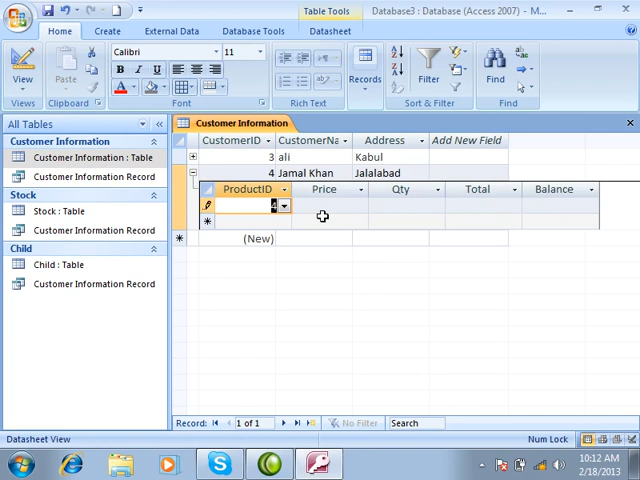 Table Tools
Database3 : Database (Access 2007) - M...
Home
Create
External Data
Database Tools
Datasheet
View
Paste
Calibri
11
B I U
A
Records
Filter
Find
Views
Clipboard
Font
Rich Text
Sort & Filter
Find
All Tables
Customer Information
Customer Information : Table
Customer Information Record
Stock
Stock : Table
Customer Information Record
Child
Child : Table
Customer Information Record
Customer Information
CustomerID
CustomerNa
Address
Add New Field
3 ali Kabul
4 Jamal Khan Jalalabad
ProductID Price Qty Total Balance
4
(New)
Record:
1 of 1
No Filter
Search
Datasheet View
Num Lock
10:12 AM
2/18/2013